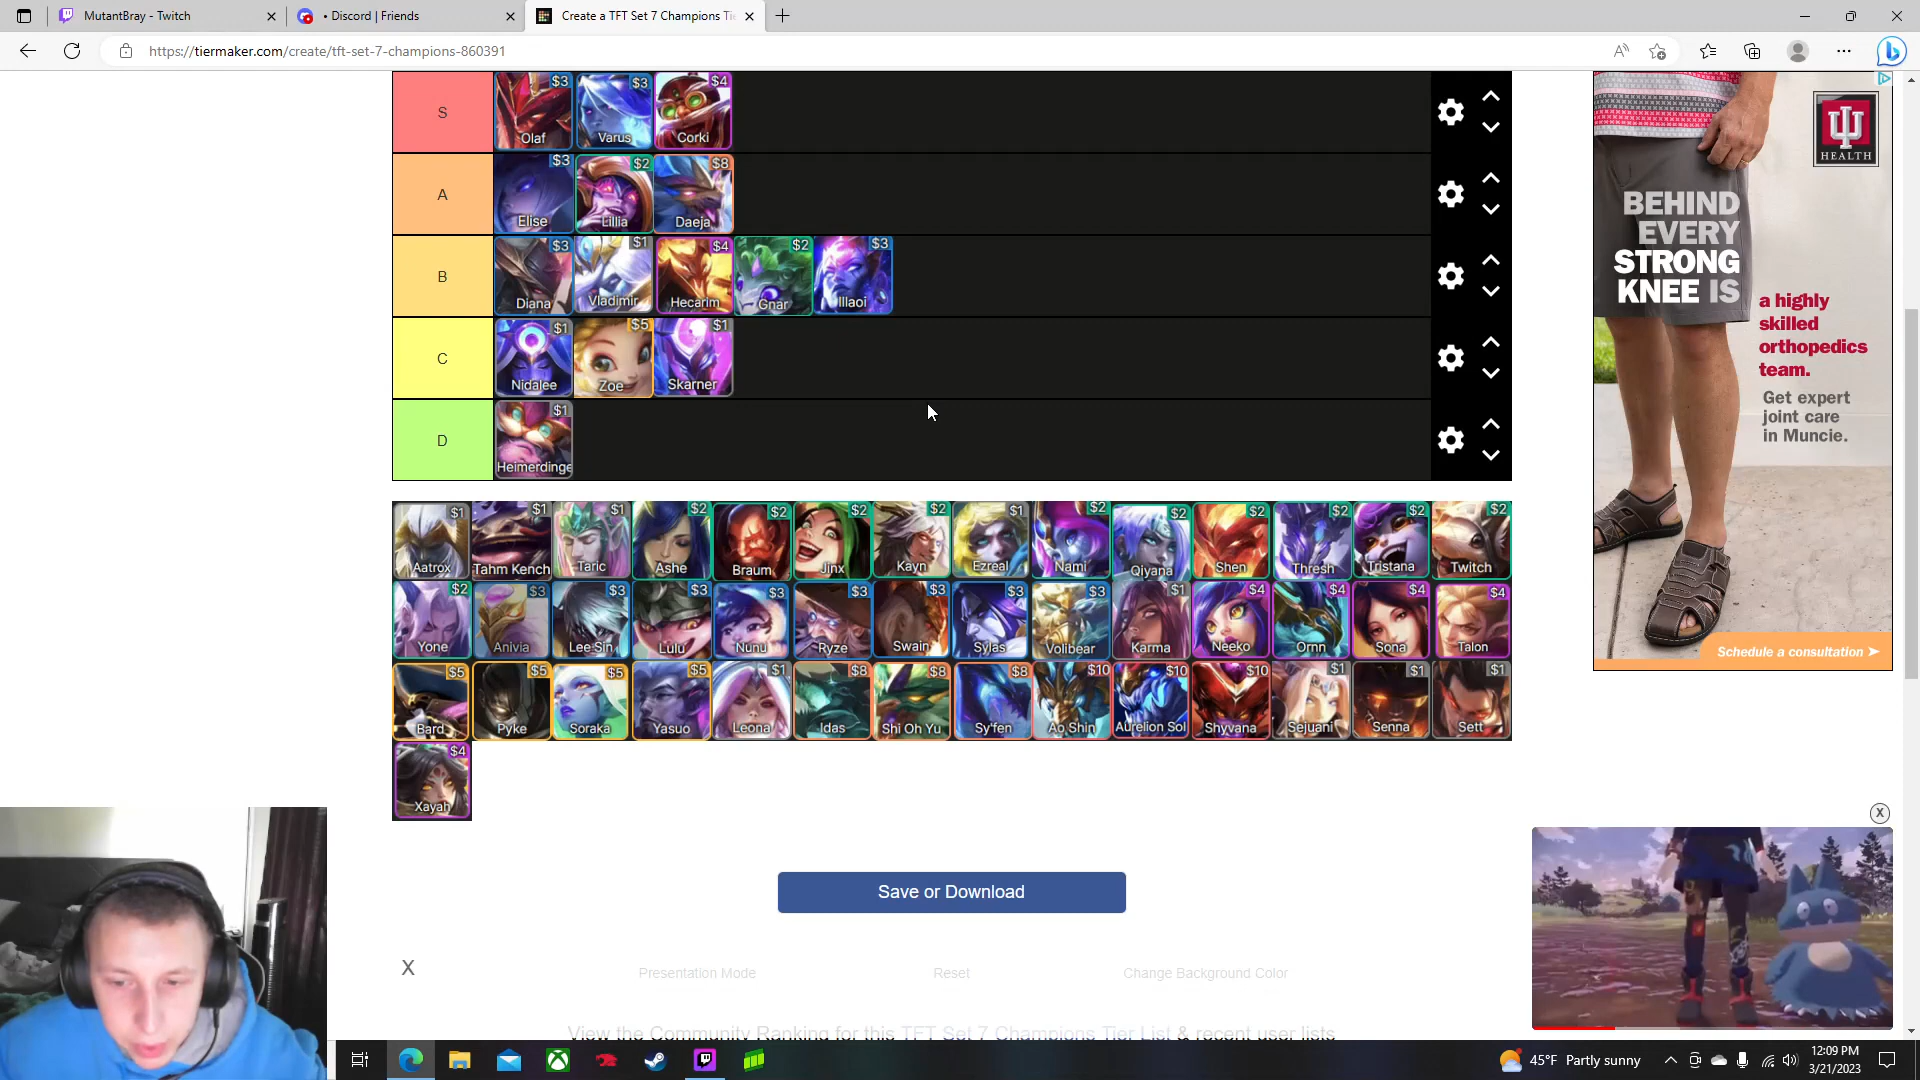 MutantBray - Twitch
• Discord | Friends
Create a TFT Set 7 Champions Tie
https://tiermaker.com/create/tft-set-7-champions-860391
S
$3 Olaf
$3 Varus
$4 Corki
A
$3 Elise
$2 Lillia
$8 Daeja
B
$3 Diana
$1 Vladimir
$4 Hecarim
$2 Gnar
$3 Illaoi
C
$1 Nidalee
$5 Zoe
$1 Skarner
D
$1 Heimerdinge
$1 Aatrox
$1 Tahm Kench
$1 Taric
$2 Ashe
$2 Braum
$2 Jinx
$2 Kayn
$1 Ezreal
$2 Nami
$2 Qiyana
$2 Shen
$2 Thresh
$2 Tristana
$2 Twitch
$2 Yone
$3 Anivia
$3 Lee Sin
$3 Lulu
$3 Nunu
$3 Ryze
$3 Swain
$3 Sylas
$3 Volibear
$1 Karma
$4 Neeko
$4 Ornn
$4 Sona
$4 Talon
$5 Bard
$5 Pyke
$5 Soraka
$5 Yasuo
$1 Leona
$8 Idas
$8 Shi Oh Yu
$8 Sy'fen
$10 Ao Shin
$10 Aurelion Sol
$10 Shyvana
$1 Sejuani
$1 Senna
$1 Sett
$4 Xayah
Save or Download
X
Presentation Mode
Reset
Change Background Color
View the Community Ranking for this TFT Set 7 Champions Tier List & recent user lists
HEALTH
BEHIND
EVERY
STRONG
KNEE IS
a highly
skilled
orthopedics
team.
Get expert
joint care
in Muncie.
Schedule a consultation ➤
X
45°F Partly sunny
12:09 PM
3/21/2023